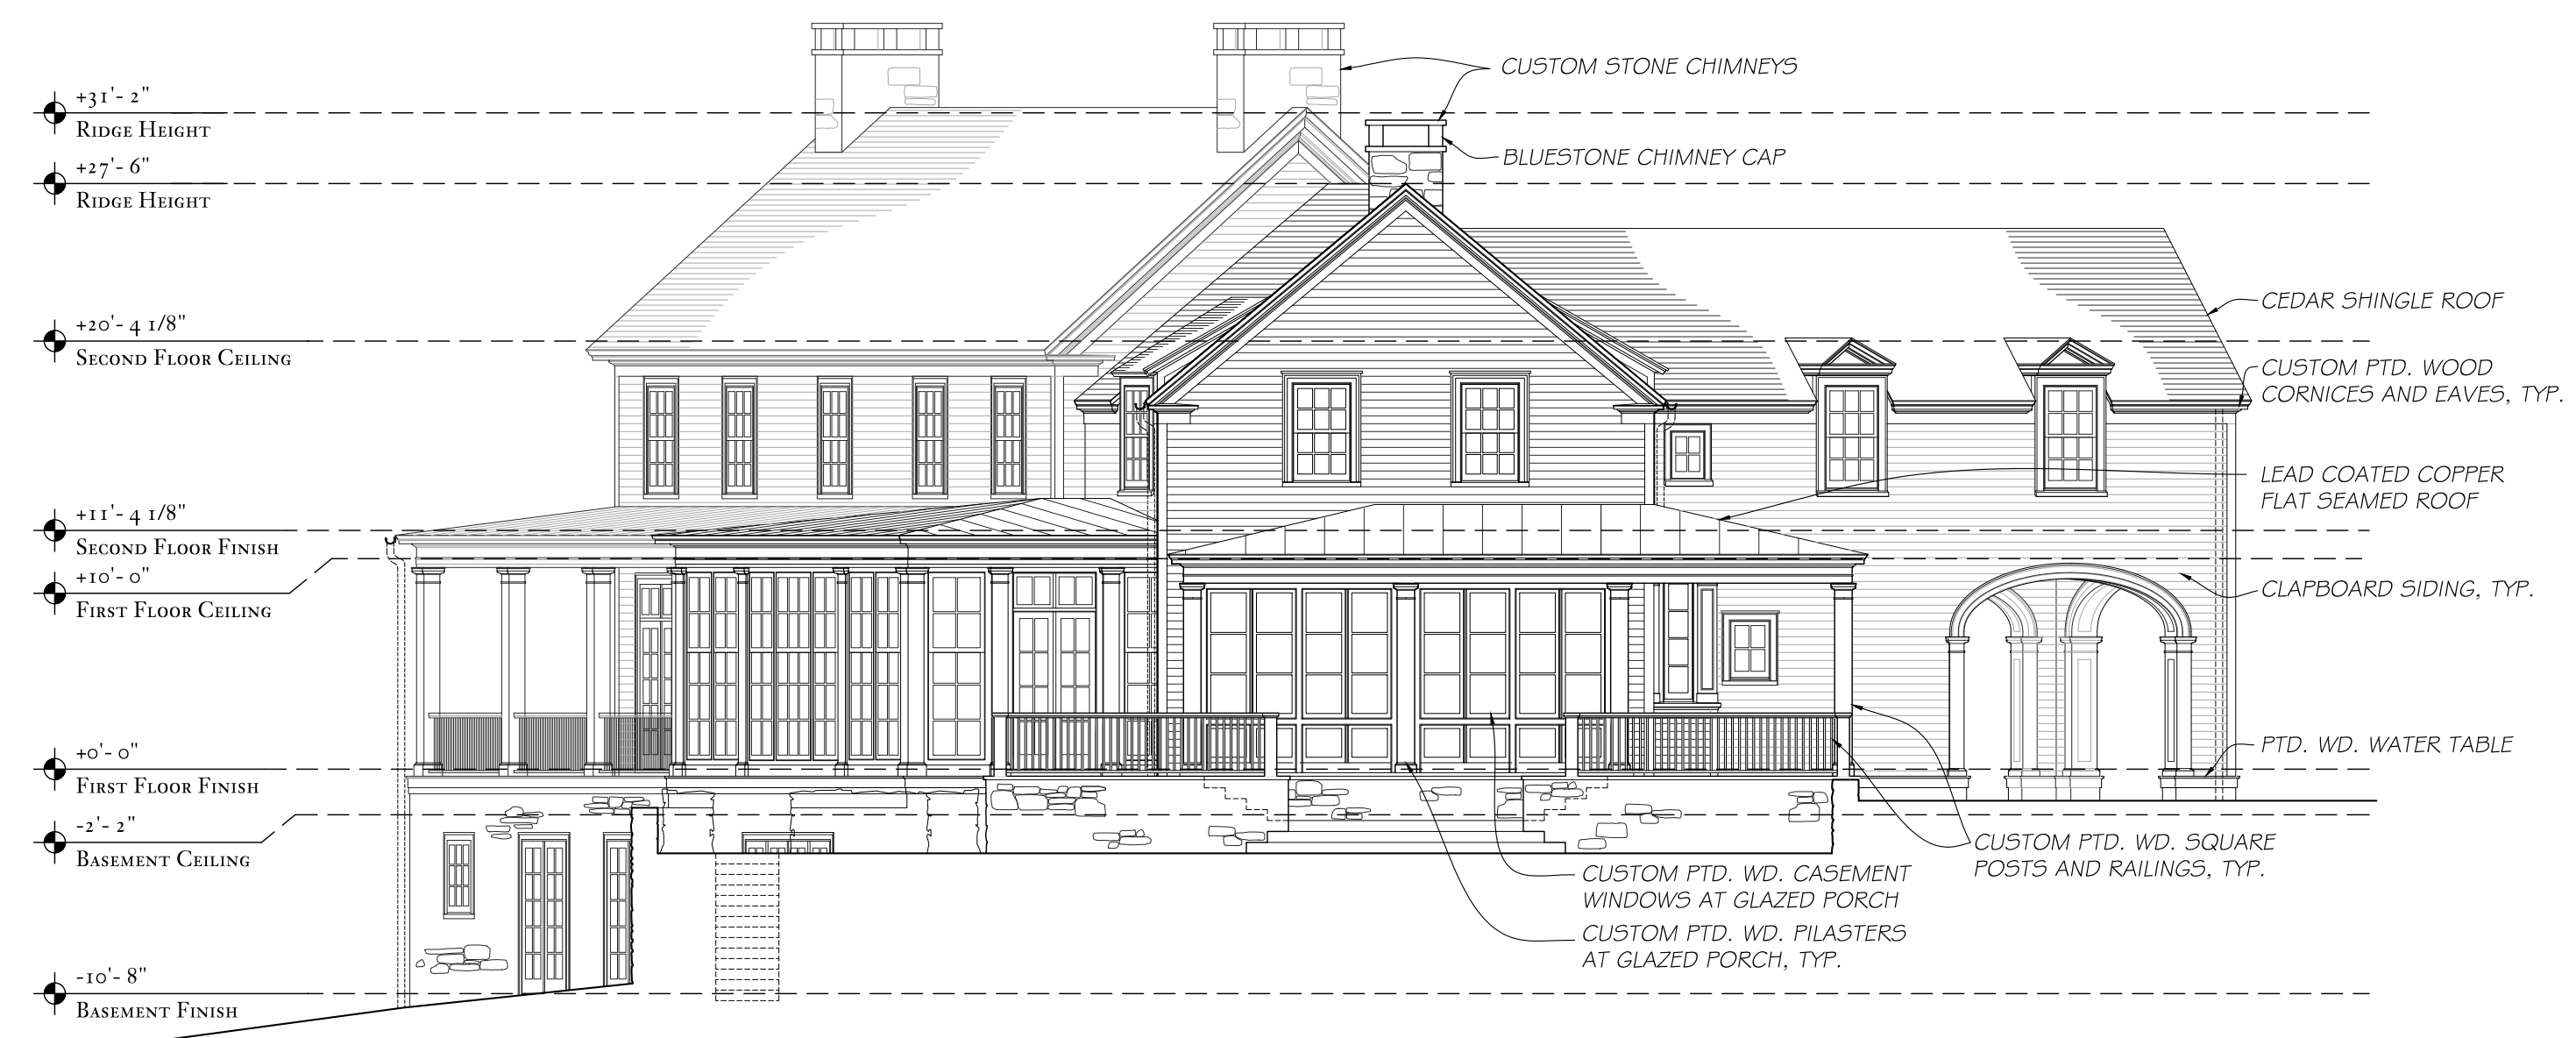 +31'- 2"
Ridge Height
+27'- 6"
Ridge Height
+20'- 4 1/8"
Second Floor Ceiling
+11'- 4 1/8"
Second Floor Finish
+10'- 0"
First Floor Ceiling
+0'- 0"
First Floor Finish
-2'- 2"
Basement Ceiling
-10'- 8"
Basement Finish
CUSTOM STONE CHIMNEYS
BLUESTONE CHIMNEY CAP
CEDAR SHINGLE ROOF
CUSTOM PTD. WOOD
CORNICES AND EAVES, TYP.
LEAD COATED COPPER
FLAT SEAMED ROOF
CLAPBOARD SIDING, TYP.
PTD. WD. WATER TABLE
CUSTOM PTD. WD. SQUARE
POSTS AND RAILINGS, TYP.
CUSTOM PTD. WD. CASEMENT
WINDOWS AT GLAZED PORCH
CUSTOM PTD. WD. PILASTERS
AT GLAZED PORCH, TYP.